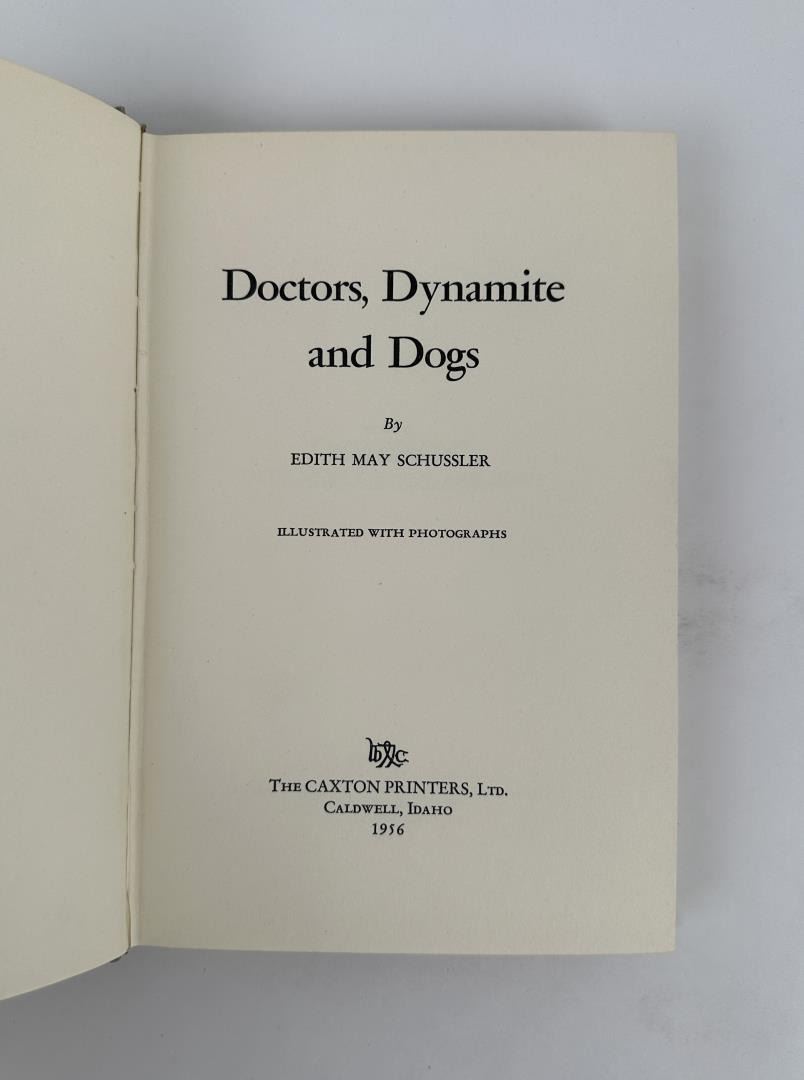 Doctors, Dynamite
and Dogs
By
EDITH MAY SCHUSSLER
ILLUSTRATED WITH PHOTOGRAPHS
THE CAXTON PRINTERS, LTD.
CALDWELL, IDAHO
1956